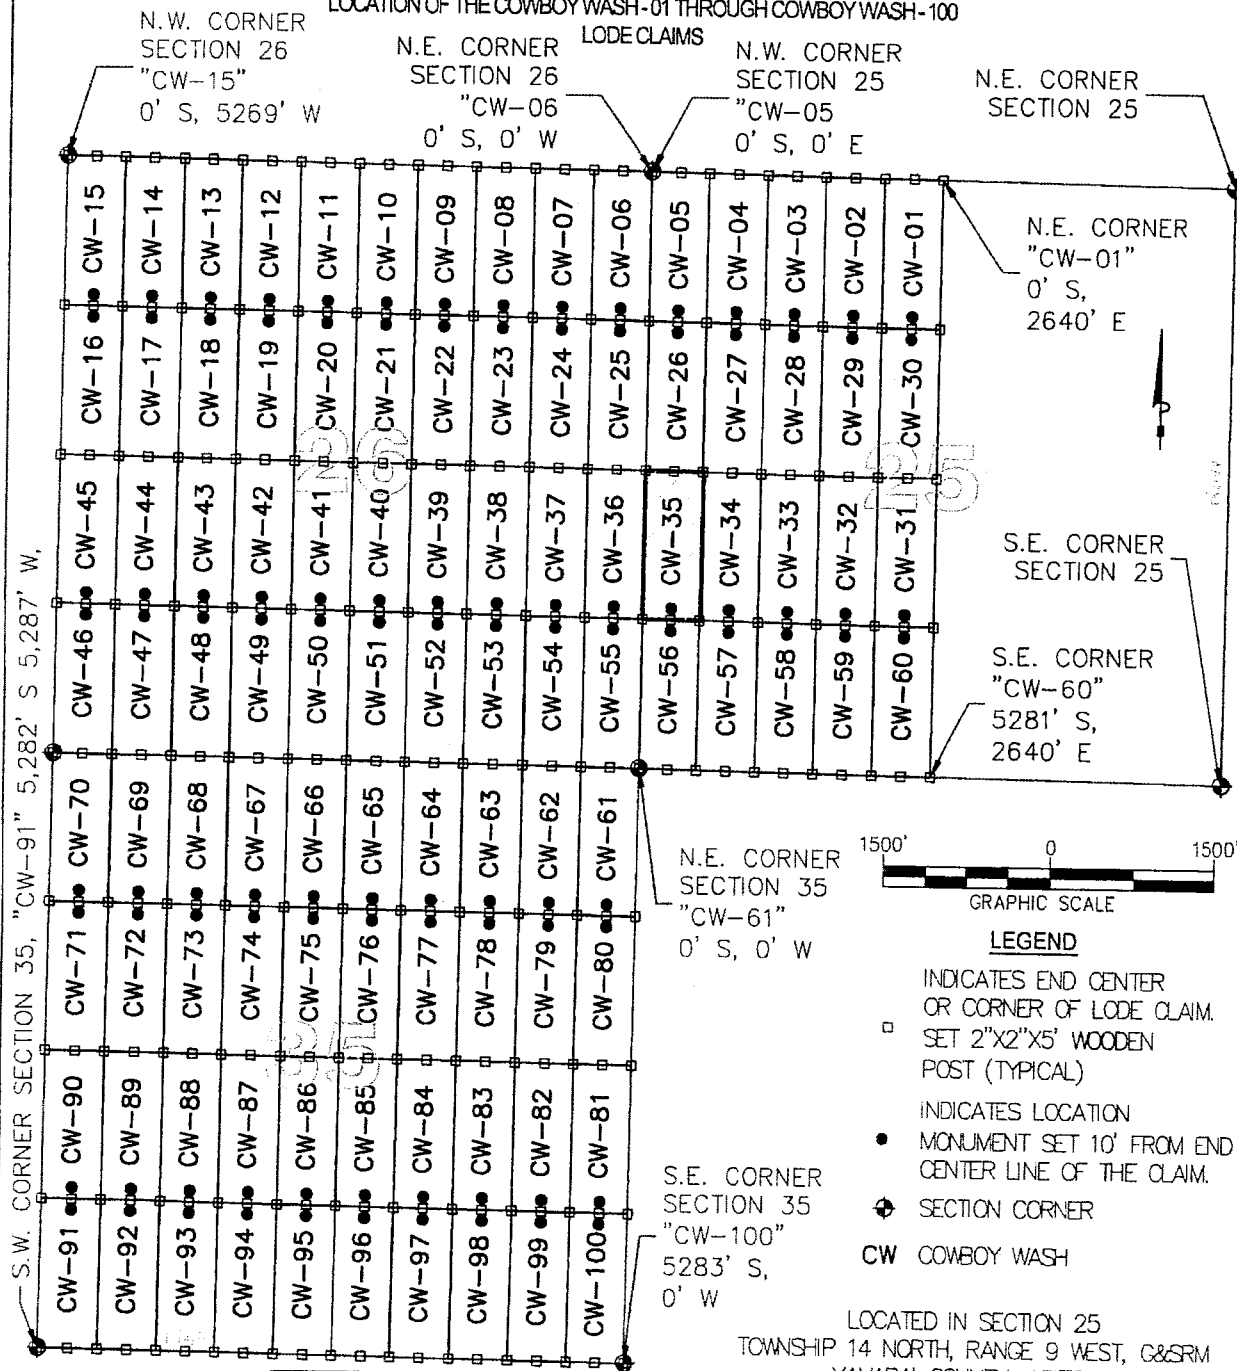 LOCATION OF THE COWBOY WASH-01 THROUGH COWBOY WASH-100
LODE CLAIMS
N.W. CORNER
SECTION 26
"CW-15"
0' S, 5269' W
N.E. CORNER
SECTION 26
"CW-06
0' S, 0' W
N.W. CORNER
SECTION 25
"CW-05
0' S, 0' E
N.E. CORNER
SECTION 25
N.E. CORNER
"CW-01"
0' S,
2640' E
CW-15 CW-14 CW-13 CW-12 CW-11 CW-10 CW-09 CW-08 CW-07 CW-06 CW-05 CW-04 CW-03 CW-02 CW-01
CW-16 CW-17 CW-18 CW-19 CW-20 CW-21 CW-22 CW-23 CW-24 CW-25 CW-26 CW-27 CW-28 CW-29 CW-30
26
25
CW-45 CW-44 CW-43 CW-42 CW-41 CW-40 CW-39 CW-38 CW-37 CW-36 CW-35 CW-34 CW-33 CW-32 CW-31
S.E. CORNER
SECTION 25
CW-46 CW-47 CW-48 CW-49 CW-50 CW-51 CW-52 CW-53 CW-54 CW-55 CW-56 CW-57 CW-58 CW-59 CW-60
S.E. CORNER
"CW-60"
5281' S,
2640' E
CW-70 CW-69 CW-68 CW-67 CW-66 CW-65 CW-64 CW-63 CW-62 CW-61
N.E. CORNER
SECTION 35
"CW-61"
0' S, 0' W
CW-71 CW-72 CW-73 CW-74 CW-75 CW-76 CW-77 CW-78 CW-79 CW-80
35
CW-90 CW-89 CW-88 CW-87 CW-86 CW-85 CW-84 CW-83 CW-82 CW-81
CW-91 CW-92 CW-93 CW-94 CW-95 CW-96 CW-97 CW-98 CW-99 CW-100
S.E. CORNER
SECTION 35
"CW-100"
5283' S,
0' W
S.W. CORNER SECTION 35, "CW-91" 5,282' S 5,287' W,
1500' 0 1500'
GRAPHIC SCALE
LEGEND
INDICATES END CENTER
OR CORNER OF LODE CLAIM.
SET 2"X2"X5' WOODEN
POST (TYPICAL)
INDICATES LOCATION
MONUMENT SET 10' FROM END
CENTER LINE OF THE CLAIM.
SECTION CORNER
CW COWBOY WASH
LOCATED IN SECTION 25
TOWNSHIP 14 NORTH, RANGE 9 WEST, G&SRM